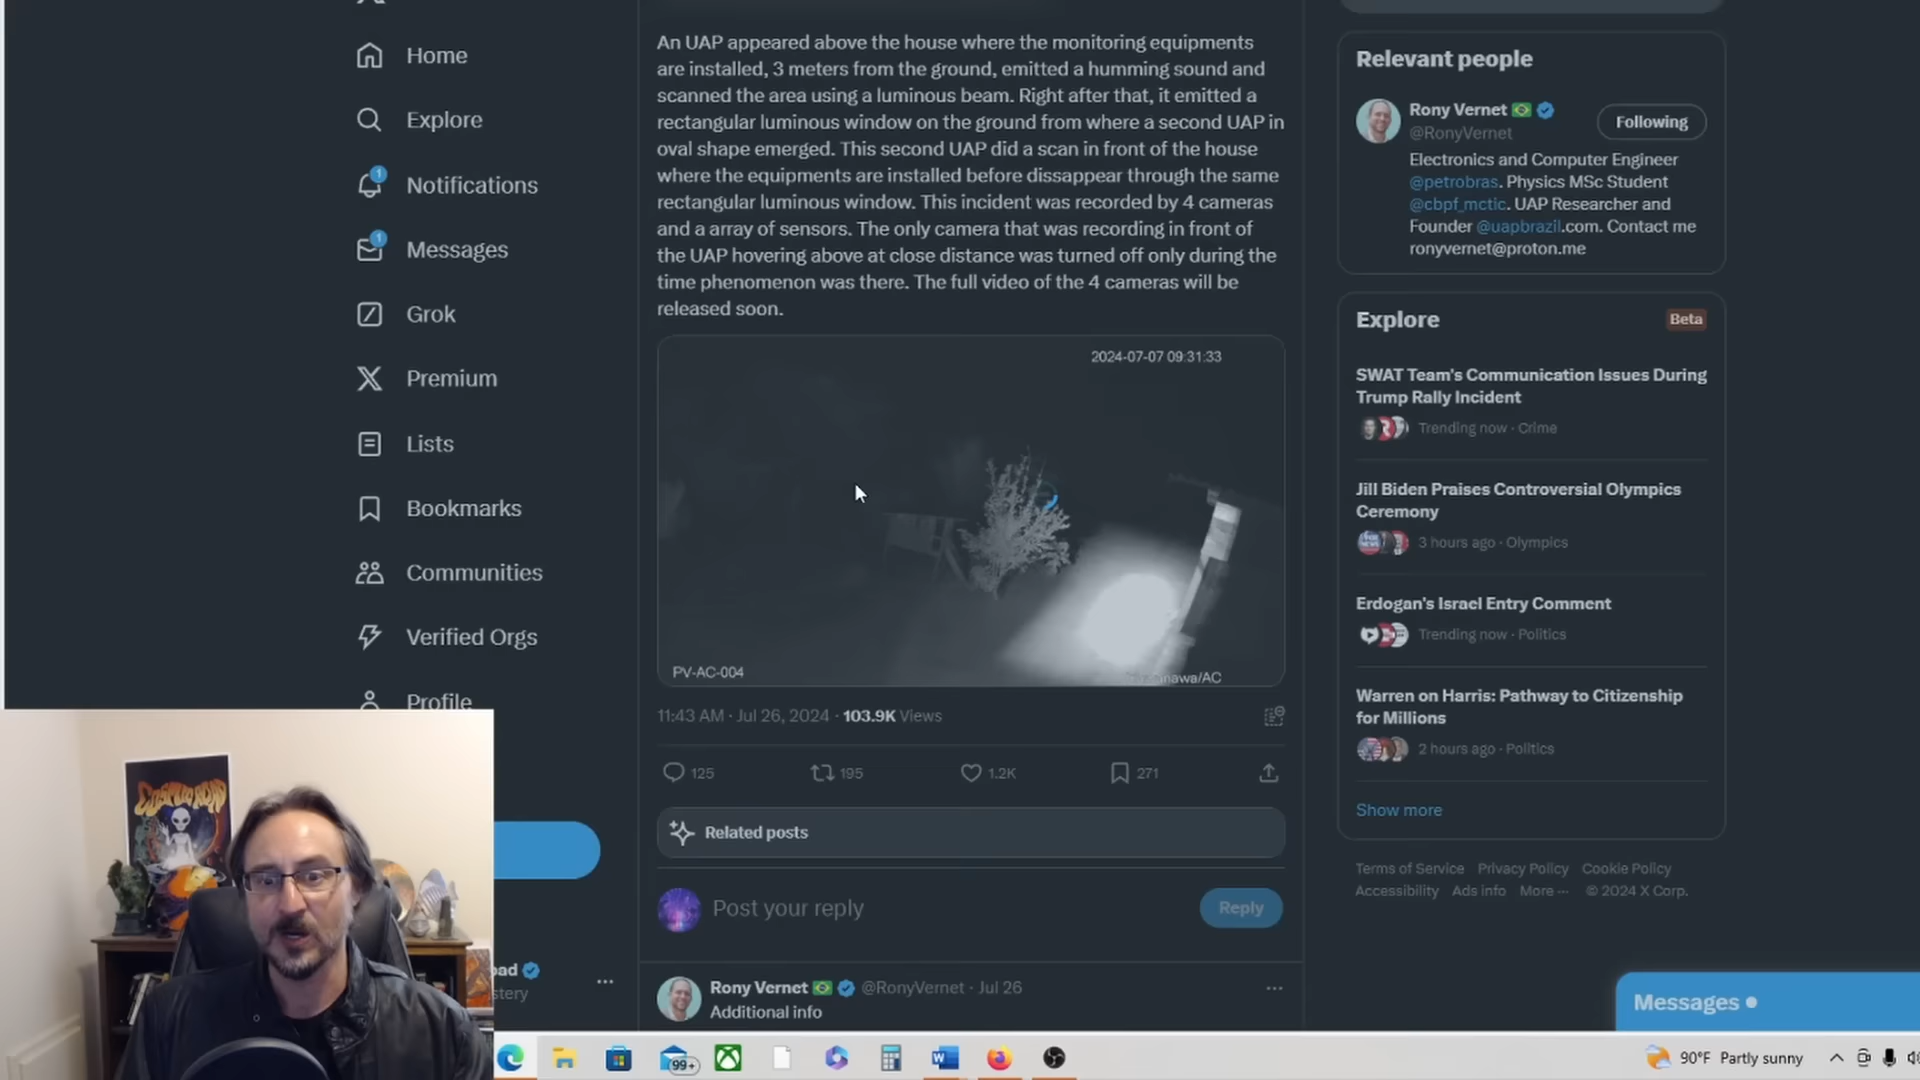 Home
Explore
1
Notifications
1
Messages
Grok
Premium
Lists
Bookmarks
Communities
Verified Orgs
Profile
An UAP appeared above the house where the monitoring equipments
are installed, 3 meters from the ground, emitted a humming sound and
scanned the area using a luminous beam. Right after that, it emitted a
rectangular luminous window on the ground from where a second UAP in
oval shape emerged. This second UAP did a scan in front of the house
where the equipments are installed before dissappear through the same
rectangular luminous window. This incident was recorded by 4 cameras
and a array of sensors. The only camera that was recording in front of
the UAP hovering above at close distance was turned off only during the
time phenomenon was there. The full video of the 4 cameras will be
released soon.
2024-07-07 09:31:33
PV-AC-004
11:43 AM · Jul 26, 2024 · 103.9K Views
125
195
1.2K
271
Related posts
Post your reply
Reply
Rony Vernet @RonyVernet · Jul 26
Additional info
Relevant people
Rony Vernet
@RonyVernet
Following
Electronics and Computer Engineer
@petrobras. Physics MSc Student
@cbpf_mctic. UAP Researcher and
Founder @uapbrazil.com. Contact me
ronyvernet@proton.me
Explore
Beta
SWAT Team's Communication Issues During
Trump Rally Incident
Trending now · Crime
Jill Biden Praises Controversial Olympics
Ceremony
3 hours ago · Olympics
Erdogan's Israel Entry Comment
Trending now · Politics
Warren on Harris: Pathway to Citizenship
for Millions
2 hours ago · Politics
Show more
Terms of Service Privacy Policy Cookie Policy
Accessibility Ads info More ··· © 2024 X Corp.
Messages
99+
90°F Partly sunny